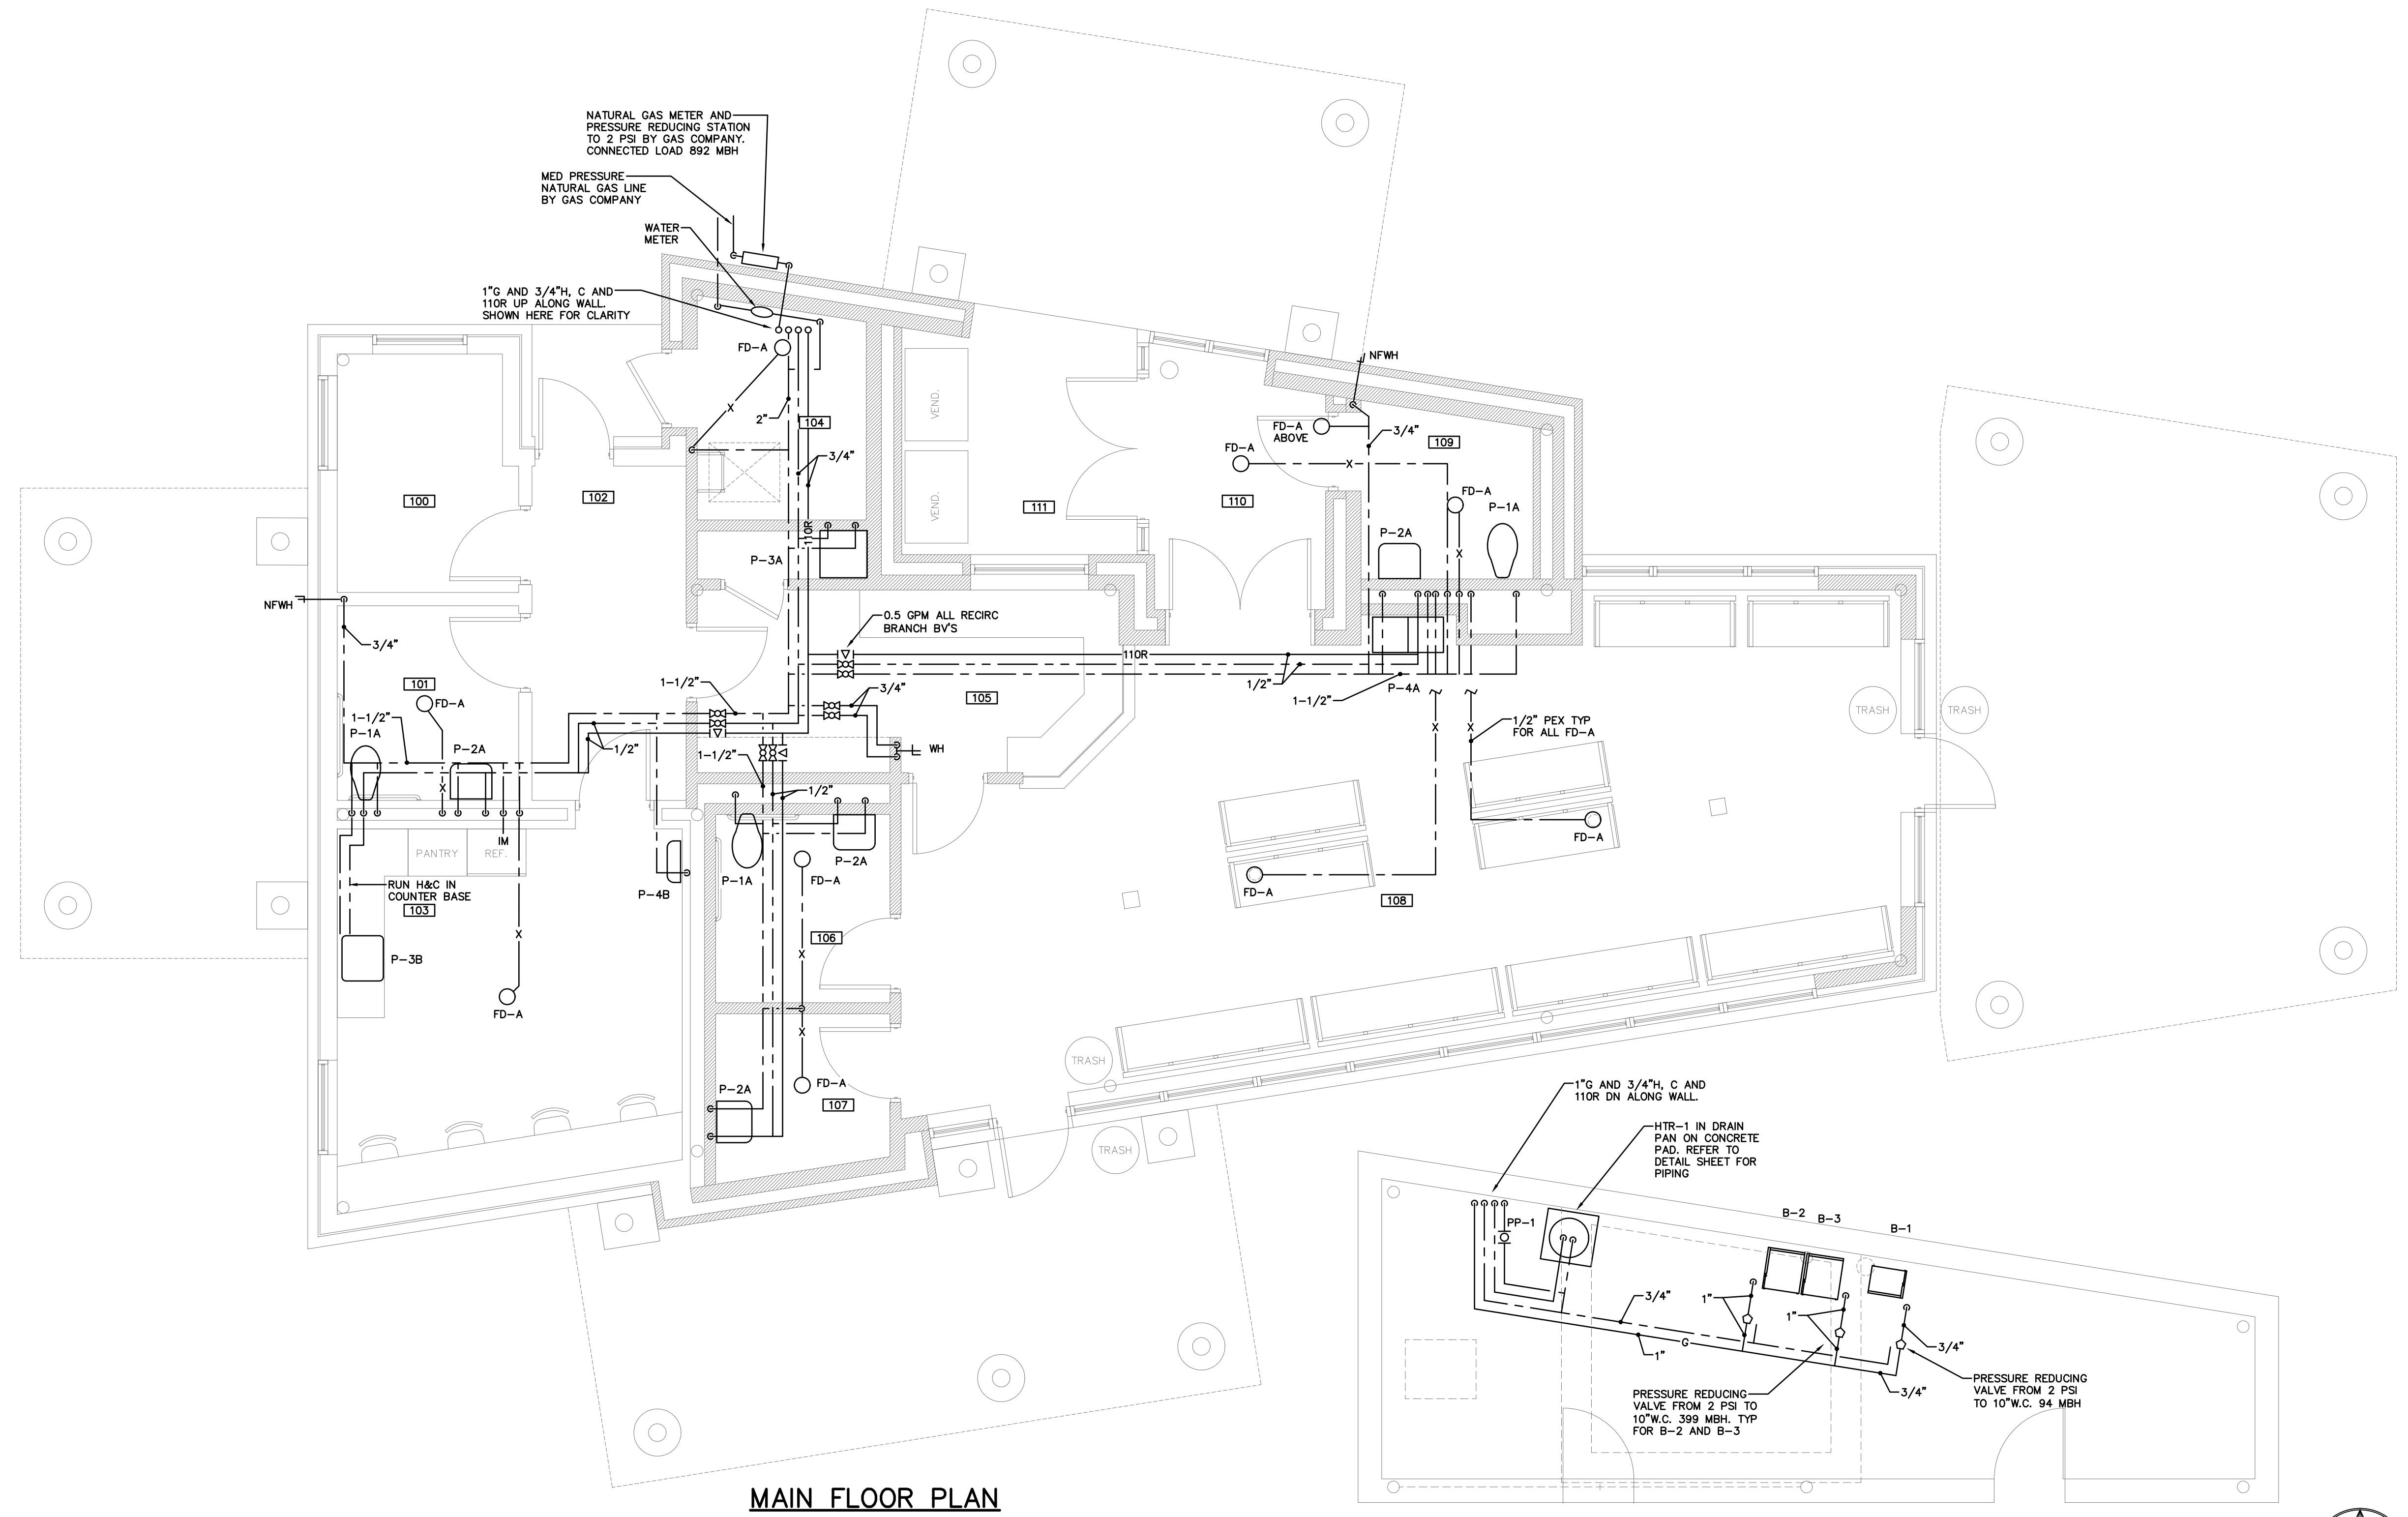 NATURAL GAS METER AND
PRESSURE REDUCING STATION
TO 2 PSI BY GAS COMPANY.
CONNECTED LOAD 892 MBH
MED PRESSURE
NATURAL GAS LINE
BY GAS COMPANY
WATER
METER
1"G AND 3/4"H, C AND
110R UP ALONG WALL.
SHOWN HERE FOR CLARITY
FD-A
X
2"
104
3/4"
110R
P-3A
VEND.
VEND.
100
102
111
110
109
NFWH
FD-A
ABOVE
3/4"
FD-A
X
FD-A
P-1A
P-2A
X
NFWH
3/4"
101
FD-A
1-1/2"
P-1A
P-2A
X
1/2"
1-1/2"
0.5 GPM ALL RECIRC
BRANCH BV'S
110R
1/2"
1-1/2"
P-4A
105
3/4"
WH
1-1/2"
1/2"
X
X
1/2" PEX TYP
FOR ALL FD-A
TRASH
TRASH
FD-A
FD-A
108
IM
PANTRY
REF.
RUN H&C IN
COUNTER BASE
103
P-3B
X
FD-A
P-4B
P-1A
P-2A
FD-A
106
X
X
P-2A
FD-A
107
TRASH
TRASH
1"G AND 3/4"H, C AND
110R DN ALONG WALL.
HTR-1 IN DRAIN
PAN ON CONCRETE
PAD. REFER TO
DETAIL SHEET FOR
PIPING
PP-1
B-2
B-3
B-1
3/4"
1"
1"
1"
G
3/4"
3/4"
PRESSURE REDUCING
VALVE FROM 2 PSI TO
10"W.C. 399 MBH. TYP
FOR B-2 AND B-3
PRESSURE REDUCING
VALVE FROM 2 PSI
TO 10"W.C. 94 MBH
MAIN FLOOR PLAN